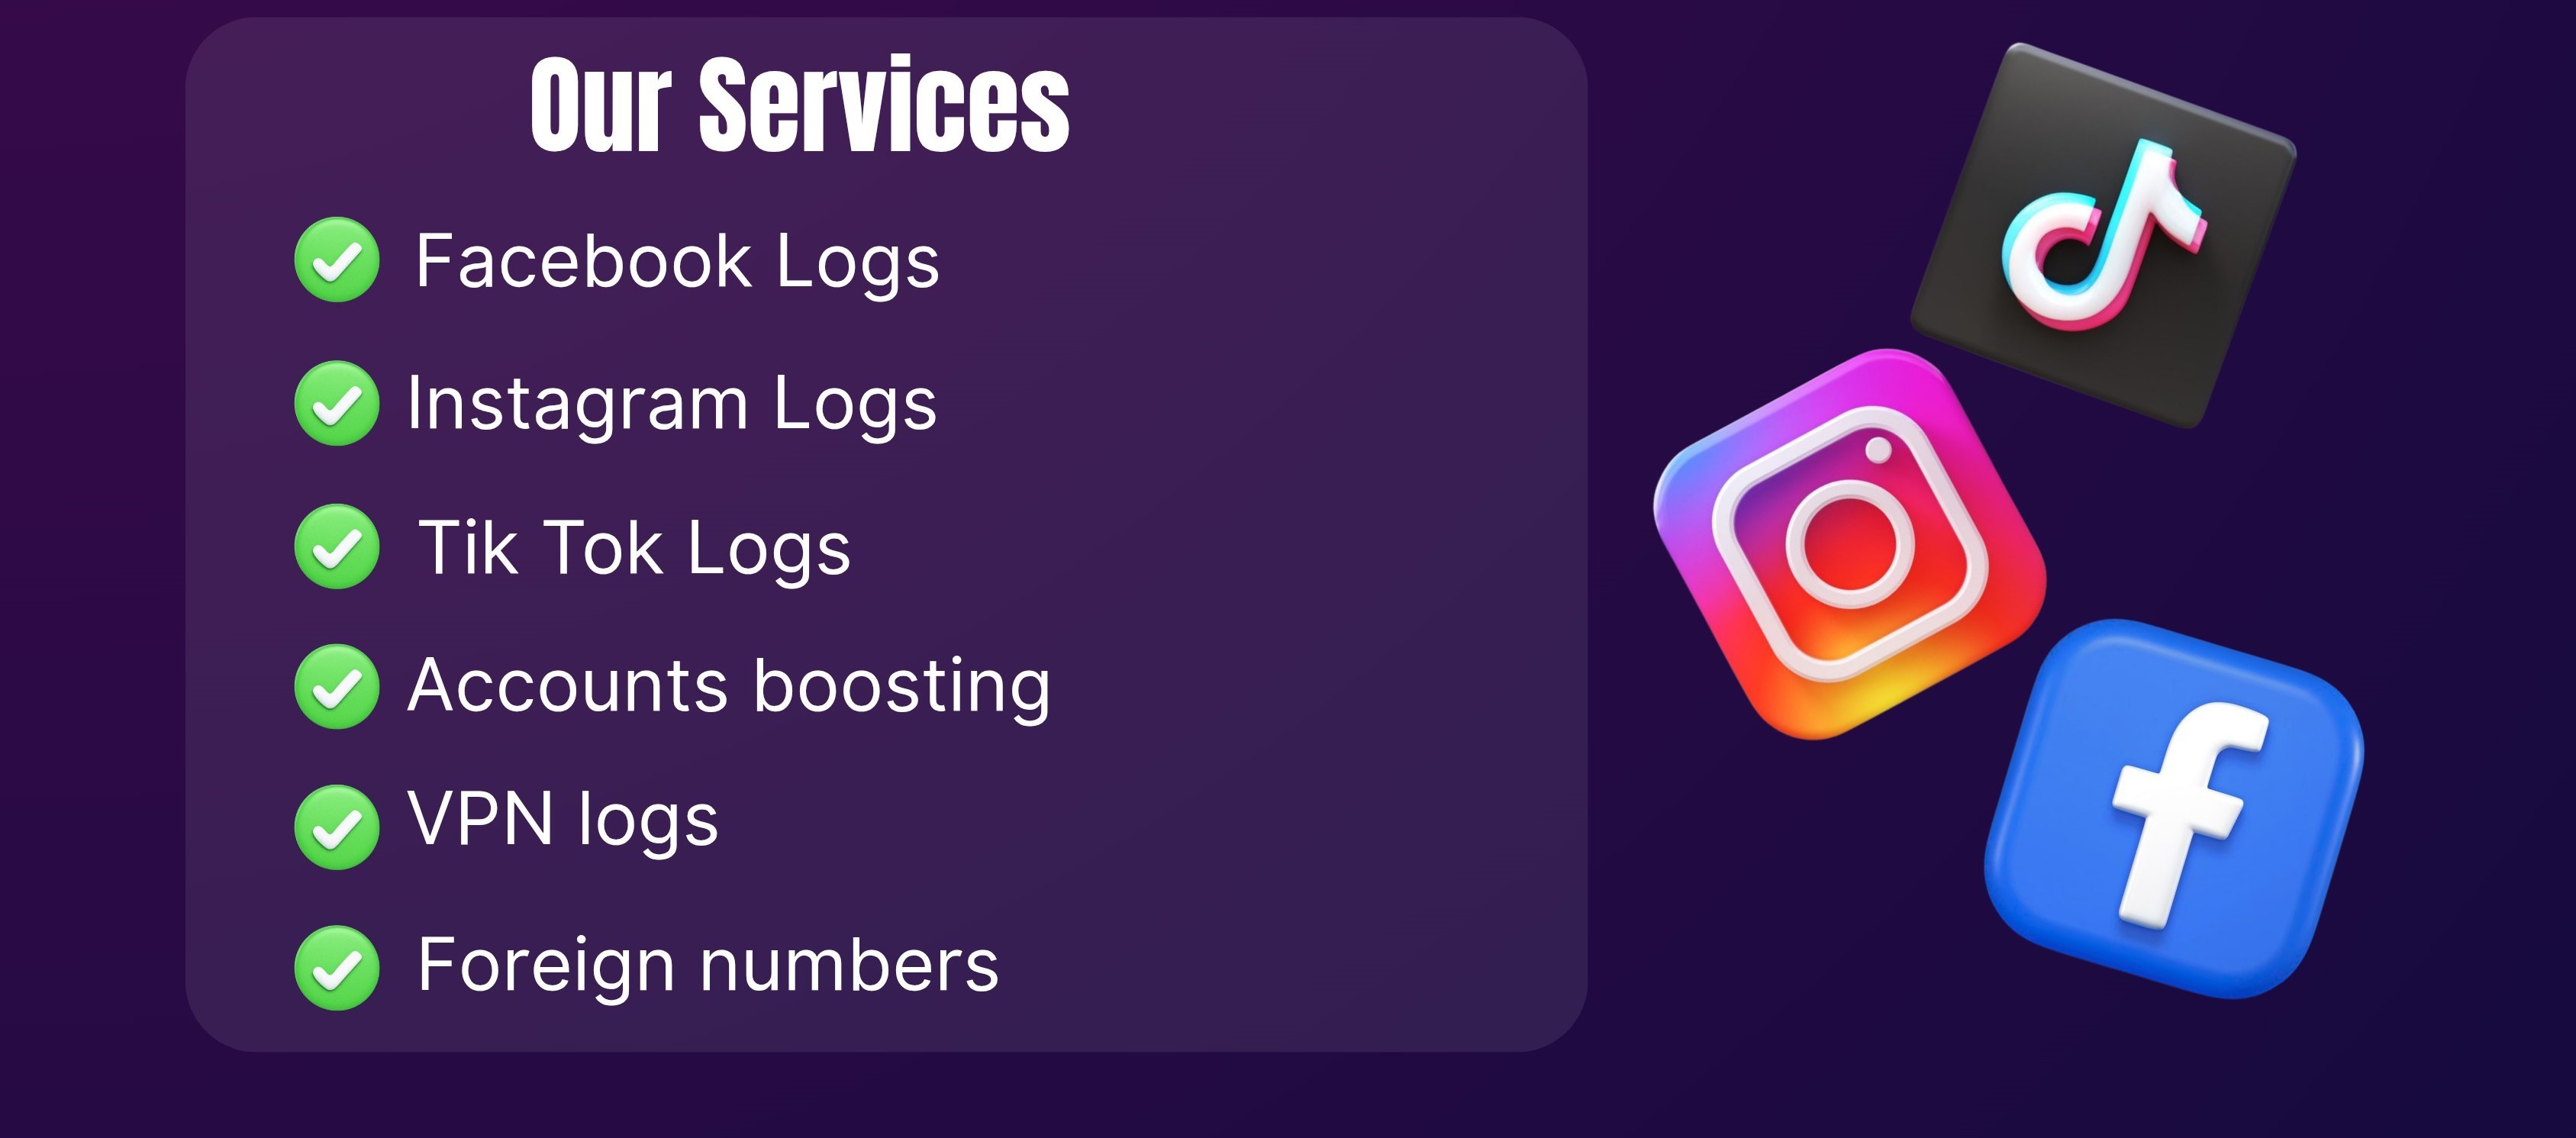 Our Services
Facebook Logs
Instagram Logs
Tik Tok Logs
Accounts boosting
VPN logs
Foreign numbers